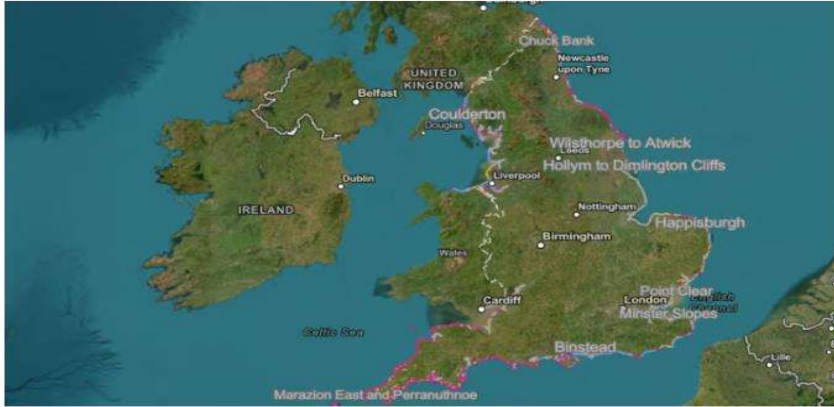 Chuck Bank
Newcastle
upon Tyne
UNITED
KINGDOM
Belfast
Coulderton
Douglas
Wilsthorpe to Atwick
Leeds
Hollym to Dimlington Cliffs
Liverpool
Dublin
IRELAND
Nottingham
Happisburgh
Birmingham
Wales
Point Clear
English
Channel
Cardiff
London
Minster Slopes
Celtic Sea
Binstead
Lille
Marazion East and Perranuthnoe